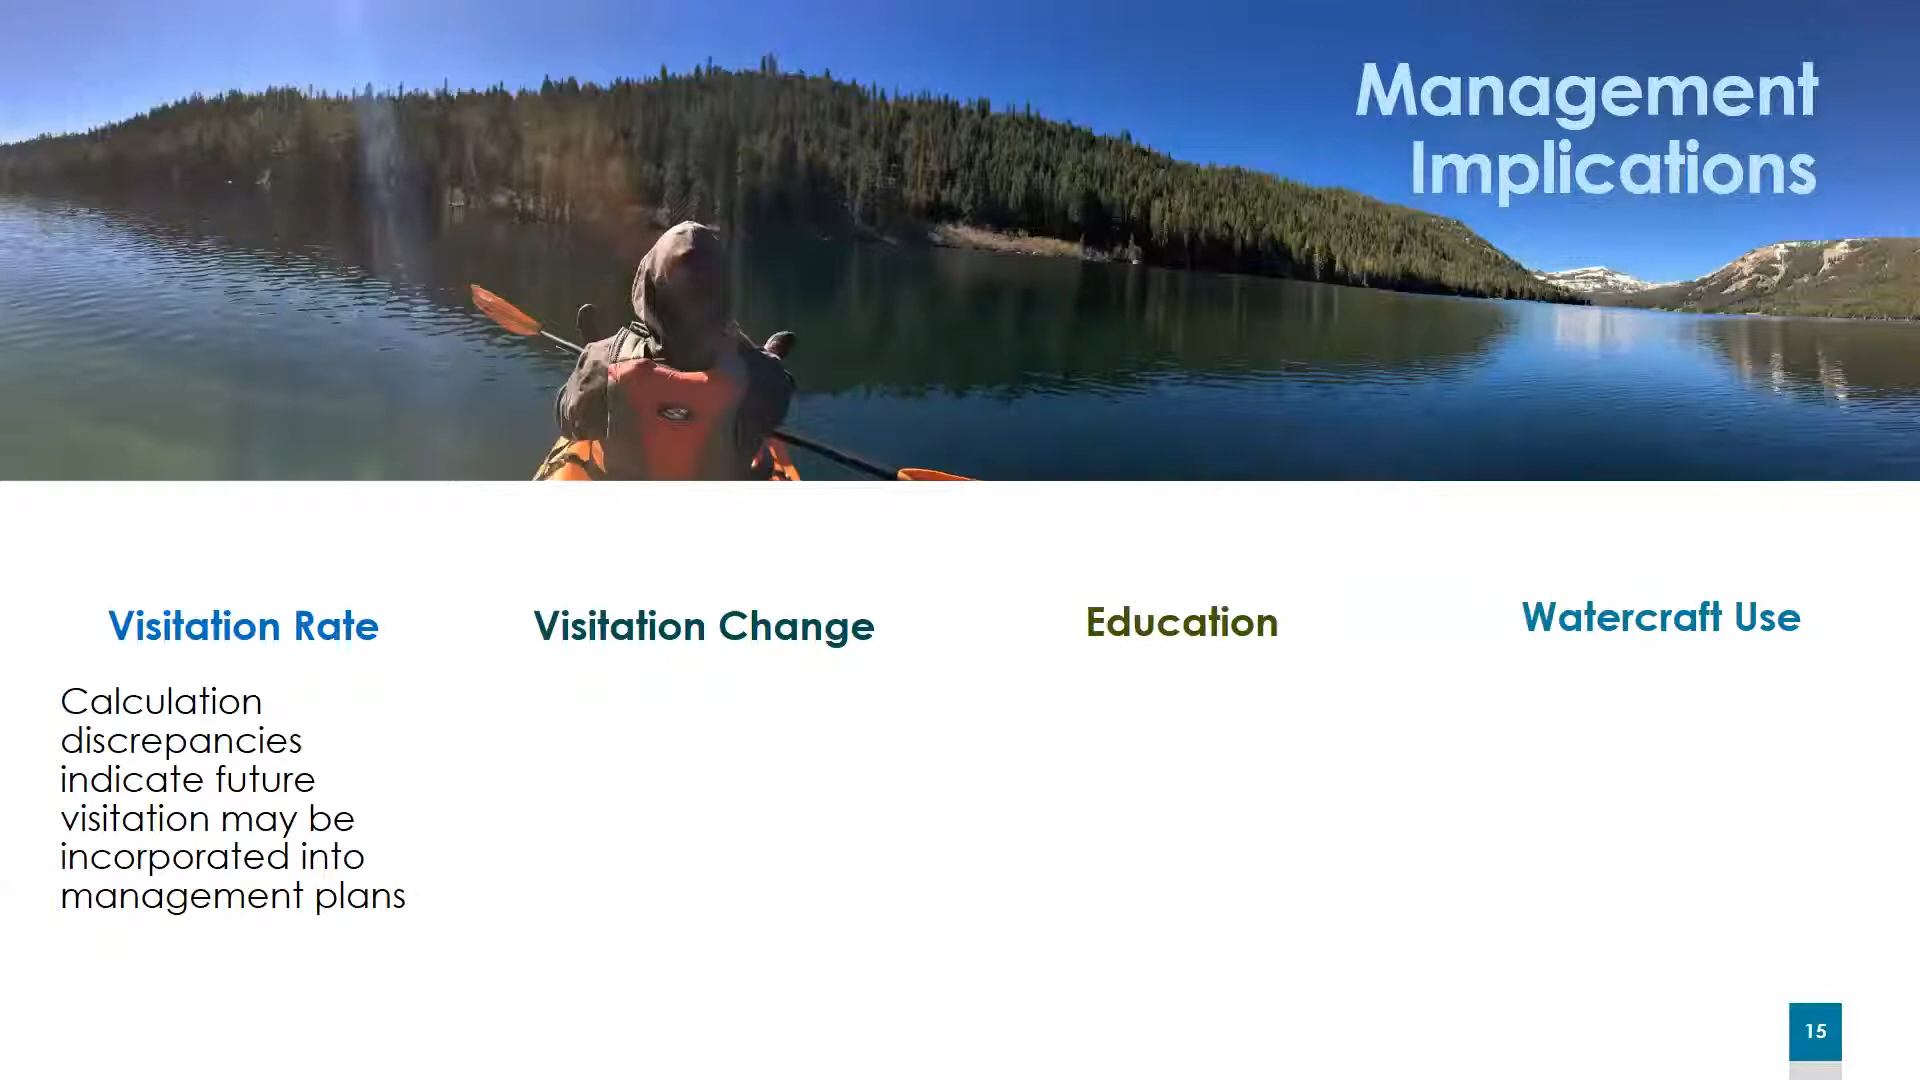 Management
Implications
Visitation Rate
Visitation Change
Education
Watercraft Use
Calculation
discrepancies
indicate future
visitation may be
incorporated into
management plans
15